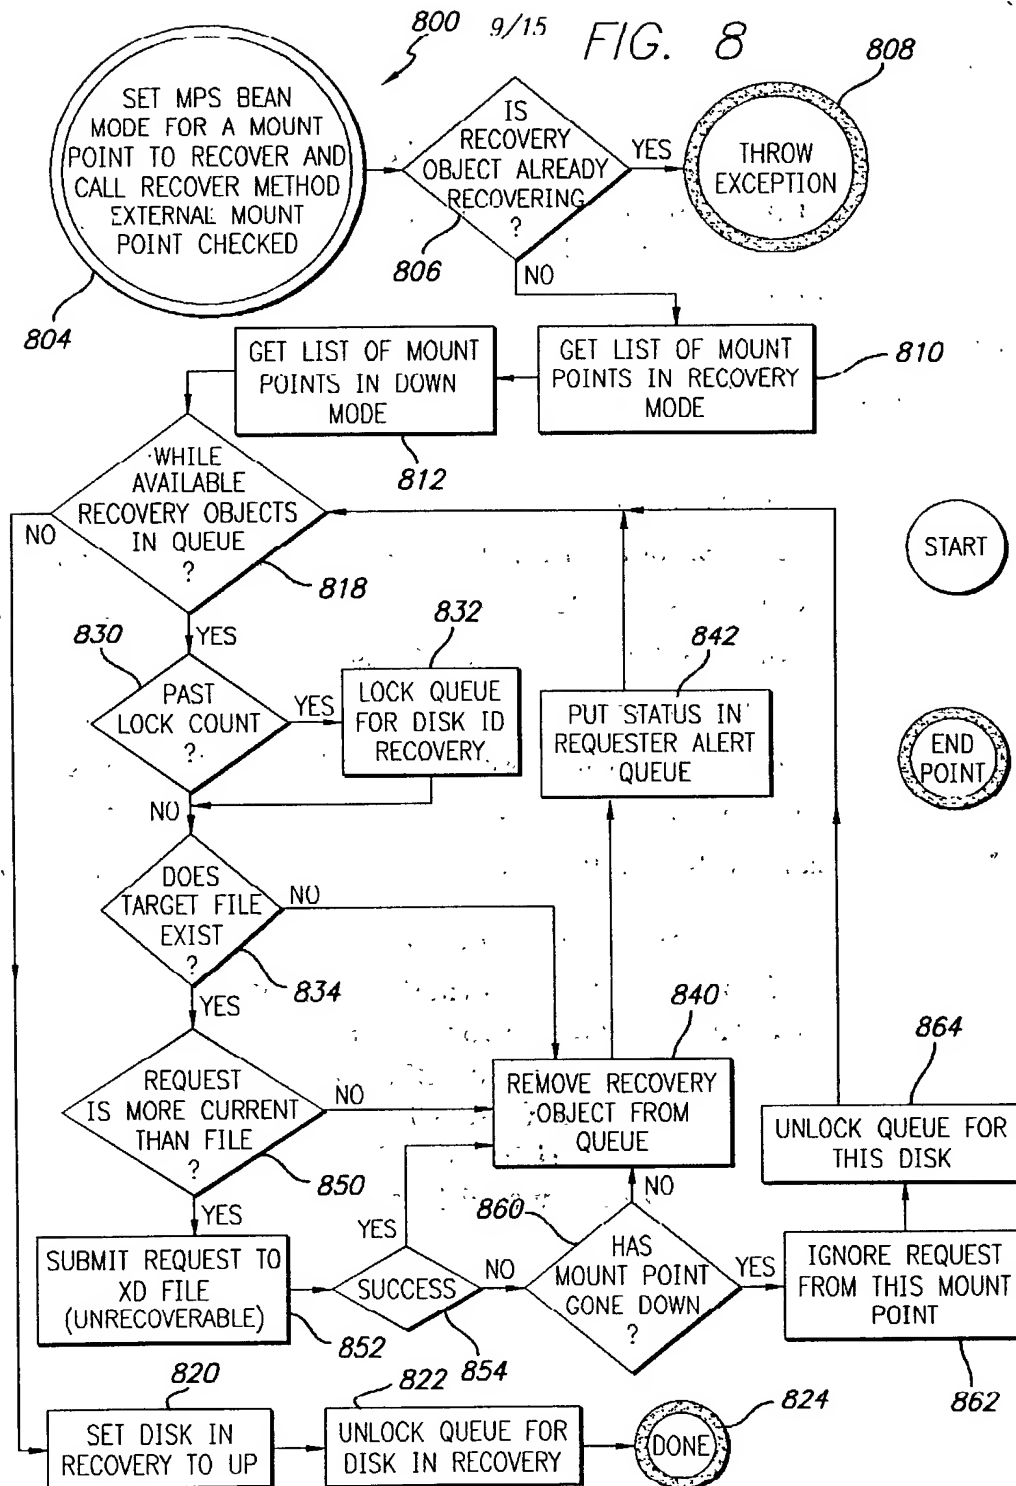 800 9/15 FIG. 8
808
SET MPS BEAN
MODE FOR A MOUNT
POINT TO RECOVER AND
CALL RECOVER METHOD
EXTERNAL MOUNT
POINT CHECKED
804
IS
RECOVERY
OBJECT ALREADY
RECOVERING
?
806
YES
THROW
EXCEPTION
NO
GET LIST OF MOUNT
POINTS IN RECOVERY
MODE
810
GET LIST OF MOUNT
POINTS IN DOWN
MODE
812
WHILE
AVAILABLE
RECOVERY OBJECTS
IN QUEUE
?
818
NO
YES
START
830
PAST
LOCK COUNT
?
YES
832
LOCK QUEUE
FOR DISK ID
RECOVERY
NO
842
PUT STATUS IN
REQUESTER ALERT
QUEUE
END
POINT
DOES
TARGET FILE
EXIST
?
834
NO
YES
840
REMOVE RECOVERY
OBJECT FROM
QUEUE
864
UNLOCK QUEUE FOR
THIS DISK
REQUEST
IS MORE CURRENT
THAN FILE
?
850
NO
YES
SUBMIT REQUEST TO
XD FILE
(UNRECOVERABLE)
852
YES
SUCCESS
854
NO
860
HAS
MOUNT POINT
GONE DOWN
?
NO
YES
IGNORE REQUEST
FROM THIS MOUNT
POINT
862
820
SET DISK IN
RECOVERY TO UP
822
UNLOCK QUEUE FOR
DISK IN RECOVERY
824
DONE